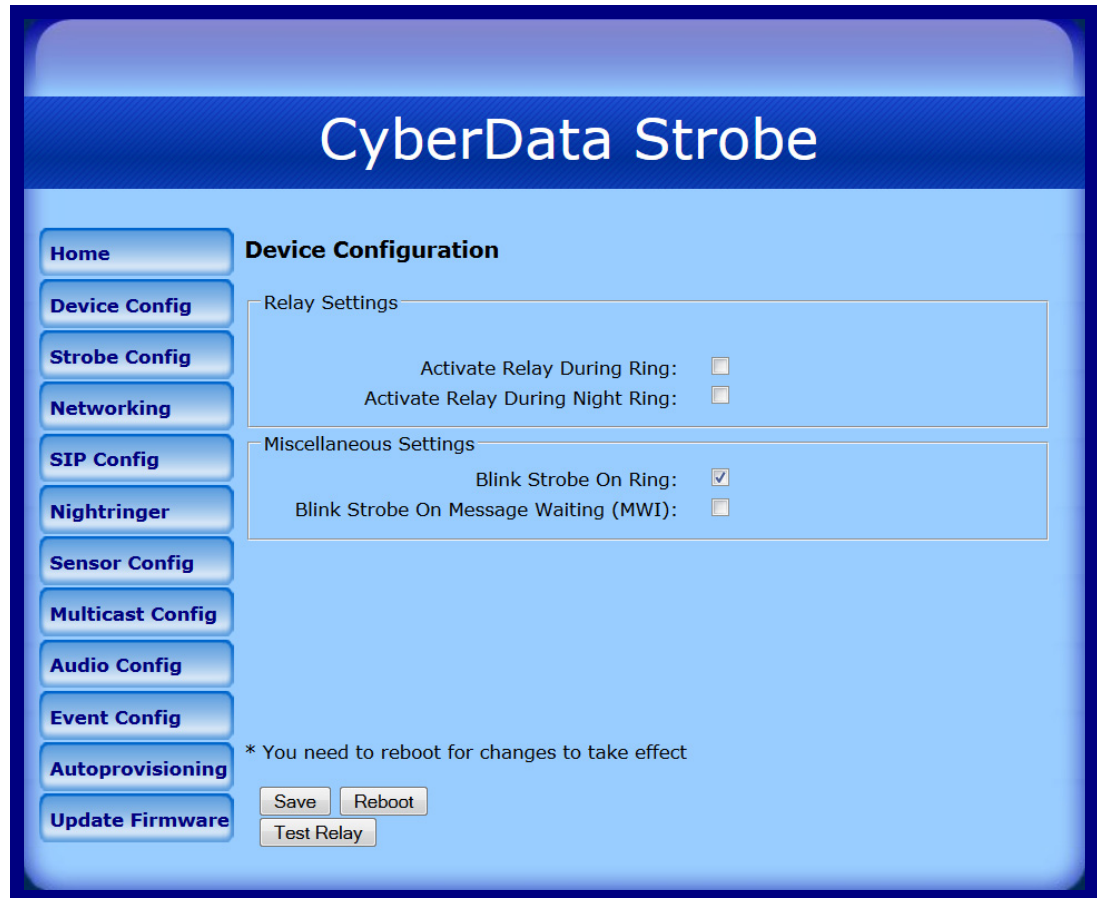 CyberData Strobe
Home
Device Config
Strobe Config
Networking
SIP Config
Nightringer
Sensor Config
Multicast Config
Audio Config
Event Config
Autoprovisioning
Update Firmware
Device Configuration
Relay Settings
Activate Relay During Ring:
Activate Relay During Night Ring:
Miscellaneous Settings
Blink Strobe On Ring:
Blink Strobe On Message Waiting (MWI):
* You need to reboot for changes to take effect
Save Reboot
Test Relay